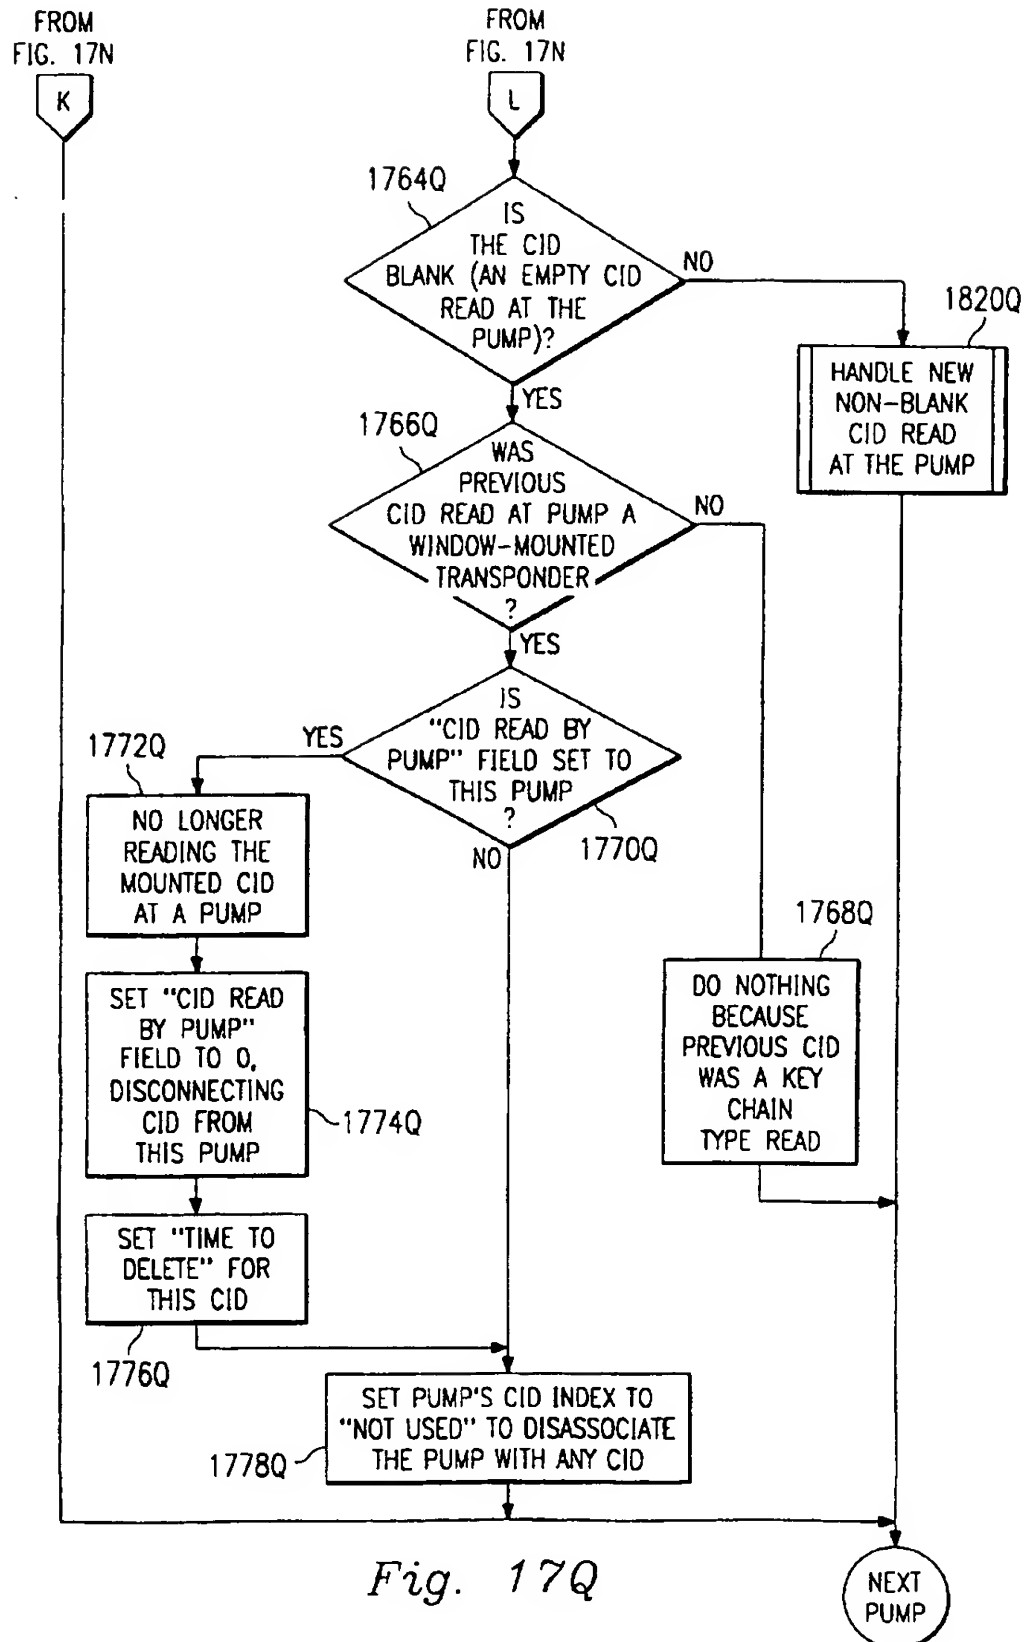 FROM
FIG. 17N
K
FROM
FIG. 17N
L
1764Q
IS
THE CID
BLANK (AN EMPTY CID
READ AT THE
PUMP)?
NO
YES
1820Q
HANDLE NEW
NON-BLANK
CID READ
AT THE PUMP
1766Q
WAS
PREVIOUS
CID READ AT PUMP A
WINDOW-MOUNTED
TRANSPONDER
?
NO
YES
IS
"CID READ BY
PUMP" FIELD SET TO
THIS PUMP
?
1770Q
YES
NO
1772Q
NO LONGER
READING THE
MOUNTED CID
AT A PUMP
1768Q
DO NOTHING
BECAUSE
PREVIOUS CID
WAS A KEY
CHAIN
TYPE READ
SET "CID READ
BY PUMP"
FIELD TO 0,
DISCONNECTING
CID FROM
THIS PUMP
1774Q
SET "TIME TO
DELETE" FOR
THIS CID
1776Q
SET PUMP'S CID INDEX TO
"NOT USED" TO DISASSOCIATE
THE PUMP WITH ANY CID
1778Q
NEXT
PUMP
Fig. 17Q